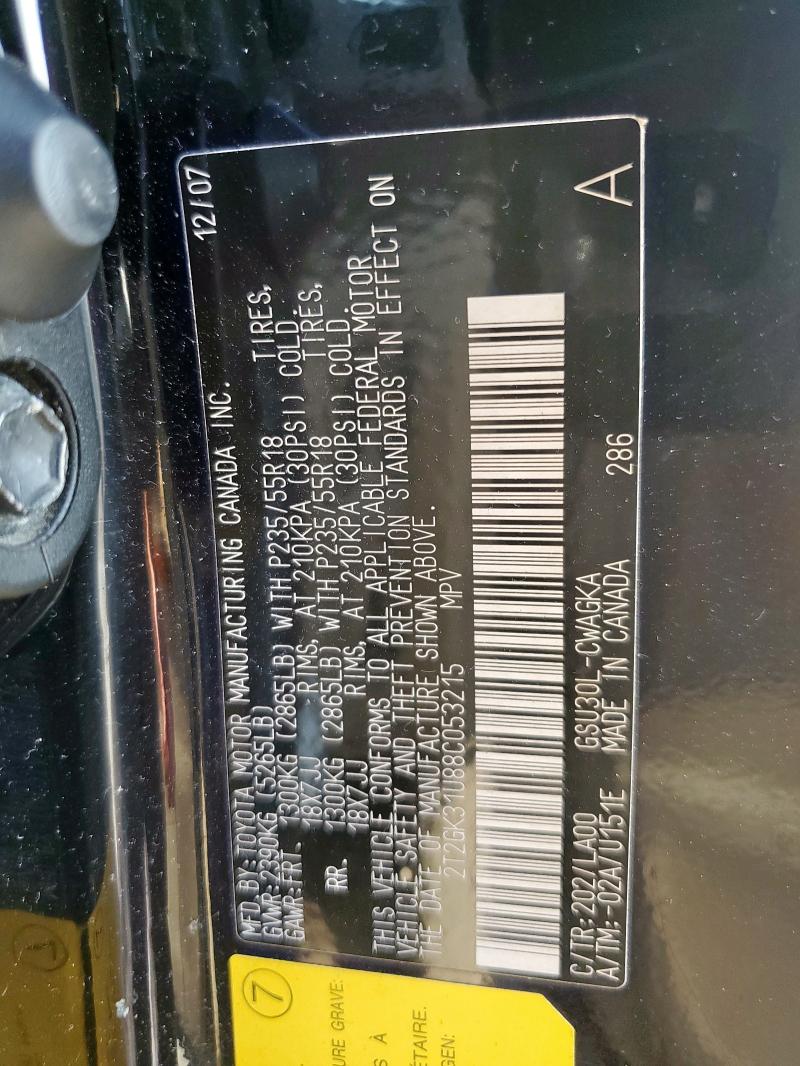 MFD BY: TOYOTA MOTOR MANUFACTURING CANADA INC. 12/07
GVWR: 2390KG (5265LB)
GAWR: FRT. 1300KG (2865LB) WITH P235/55R18 TIRES,
18X7JJ RIMS, AT 210KPA (30PSI) COLD.
RR. 1300KG (2865LB) WITH P235/55R18 TIRES,
18X7JJ RIMS, AT 210KPA (30PSI) COLD.
THIS VEHICLE CONFORMS TO ALL APPLICABLE FEDERAL MOTOR
VEHICLE SAFETY AND THEFT PREVENTION STANDARDS IN EFFECT ON
THE DATE OF MANUFACTURE SHOWN ABOVE.
2T2GK31U88C053215 MPV
C/TR:202/LA00 GSU30L-CWAGKA 286 A
A/TM:-02A/U151E MADE IN CANADA
7
URE GRAVE:
S À
ÉTAIRE.
GEN: